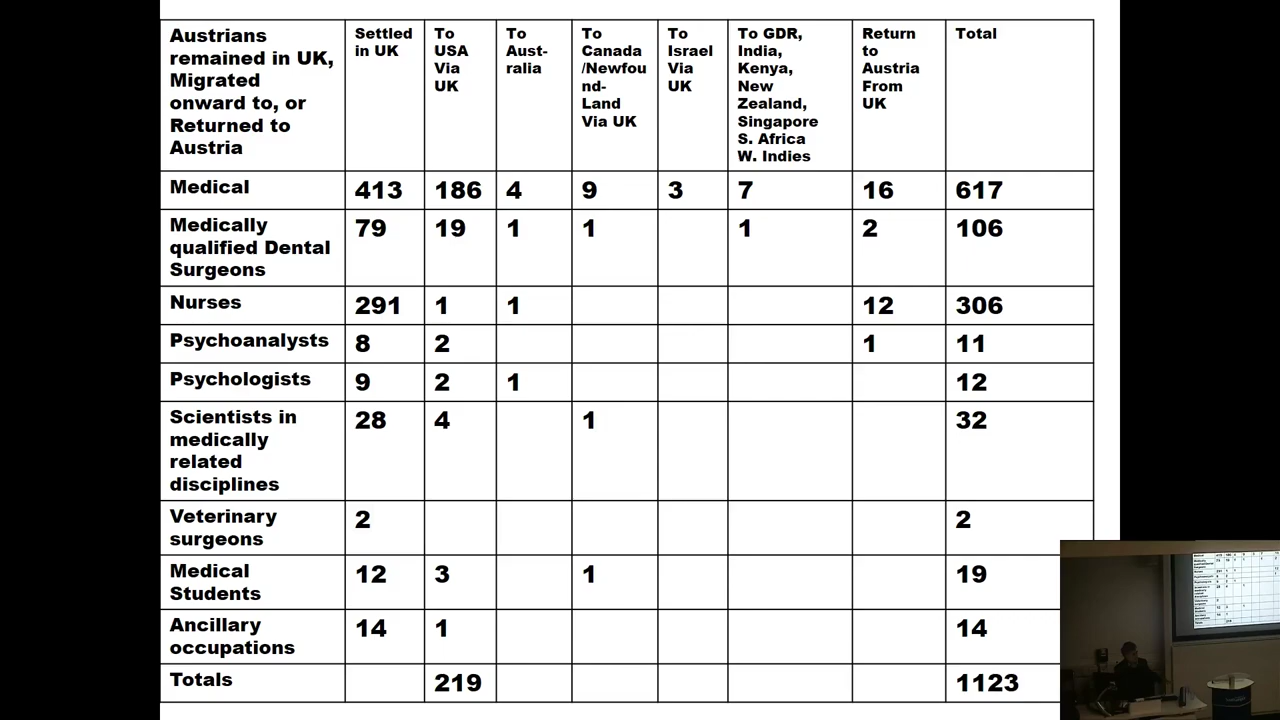 Austrians
remained in UK,
Migrated
onward to, or
Returned to
Austria
Settled
in UK
To
USA
Via
UK
To
Aust-
ralia
To
Canada
/Newfou
nd-
Land
Via UK
To
Israel
Via
UK
To GDR,
India,
Kenya,
New
Zealand,
Singapore
S. Africa
W. Indies
Return
to
Austria
From
UK
Total
Medical 413 186 4 9 3 7 16 617
Medically
qualified Dental
Surgeons
79 19 1 1 1 2 106
Nurses 291 1 1 12 306
Psychoanalysts 8 2 1 11
Psychologists 9 2 1 12
Scientists in
medically
related
disciplines
28 4 1 32
Veterinary
surgeons
2 2
Medical
Students
12 3 1 19
Ancillary
occupations
14 1 14
Totals 219 1123